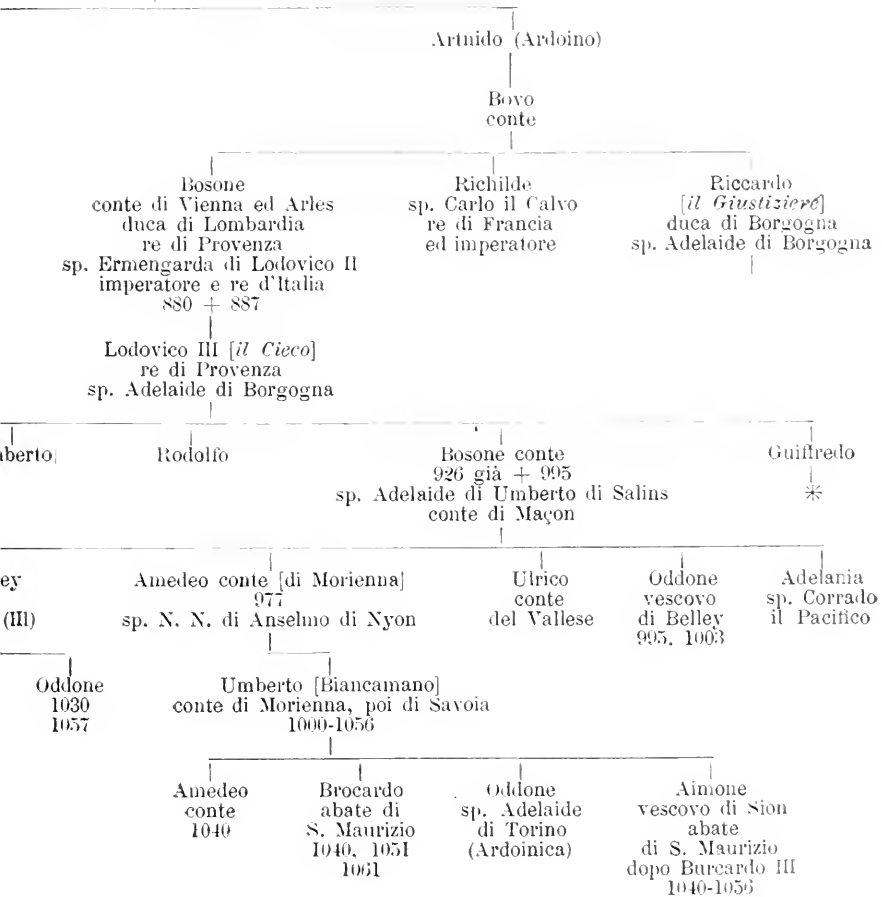 Artnido (Ardoino)
Bovo
conte
Bosone
conte di Vienna ed Arles
duca di Lombardia
re di Provenza
sp. Ermengarda di Lodovico II
imperatore e re d'Italia
880 + 887
Richilde
sp. Carlo il Calvo
re di Francia
ed imperatore
Riccardo
[il Giustiziere]
duca di Borgogna
sp. Adelaide di Borgogna
Lodovico III [il Cieco]
re di Provenza
sp. Adelaide di Borgogna
berto
Rodolfo
Bosone conte
926 già + 995
sp. Adelaide di Umberto di Salins
conte di Maçon
Guiffredo
*
ey
(III)
Amedeo conte [di Morienna]
977
sp. N. N. di Anselmo di Nyon
Ulrico
conte
del Vallese
Oddone
vescovo
di Belley
995. 1003
Adelania
sp. Corrado
il Pacifico
Oddone
1030
1057
Umberto [Biancamano]
conte di Morienna, poi di Savoia
1000-1056
Amedeo
conte
1040
Brocardo
abate di
S. Maurizio
1040, 1051
1061
Oddone
sp. Adelaide
di Torino
(Ardoinica)
Aimone
vescovo di Sion
abate
di S. Maurizio
dopo Burcardo III
1040-1056